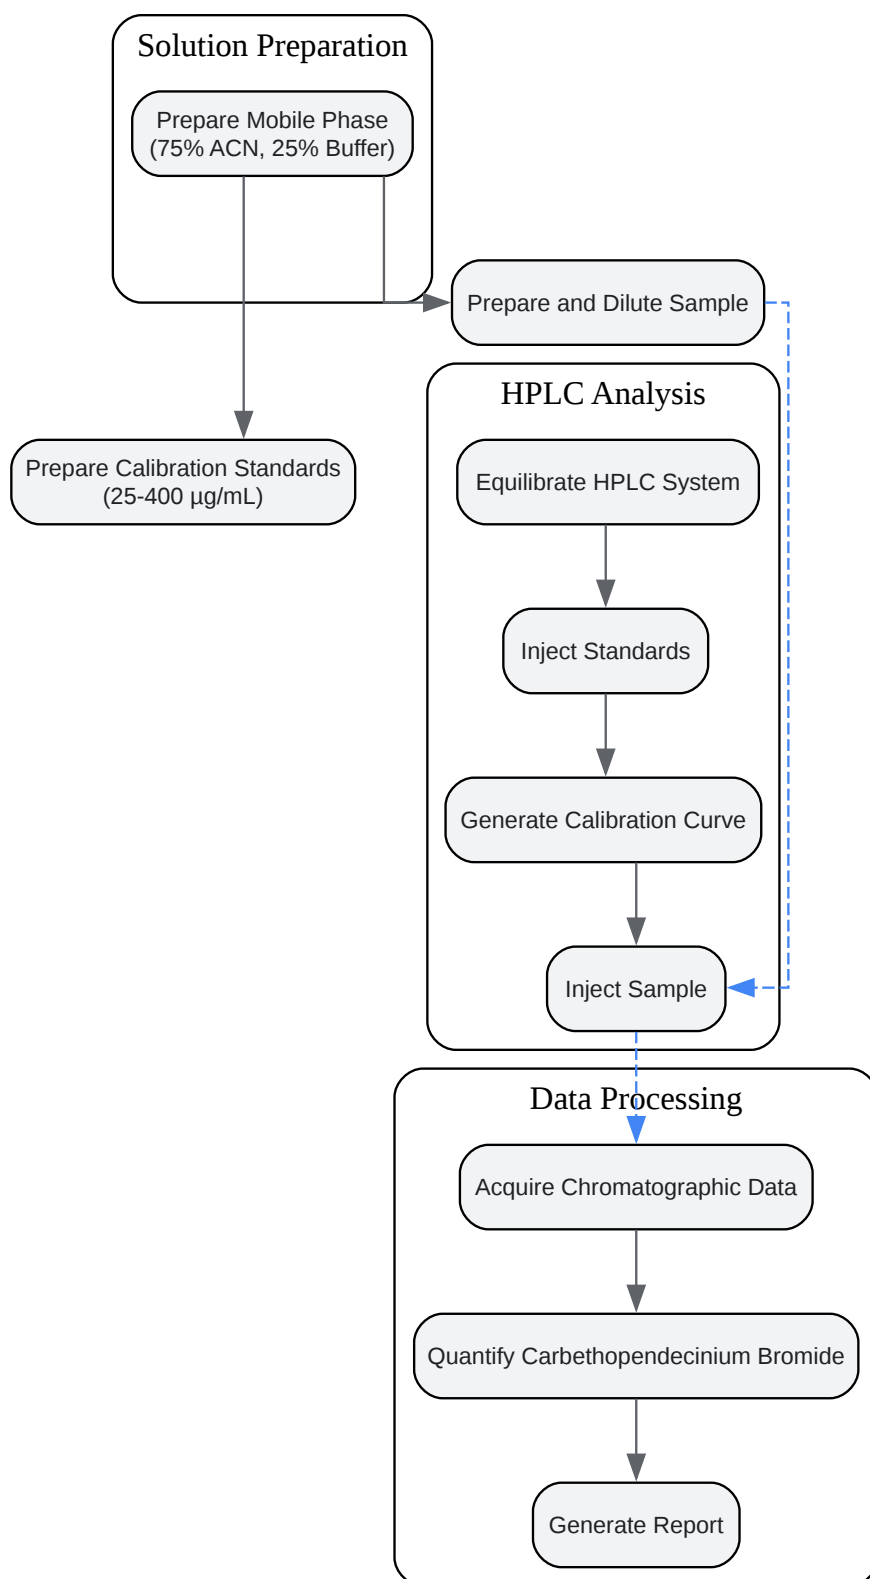 Solution Preparation
Prepare Mobile Phase
(75% ACN, 25% Buffer)
Prepare and Dilute Sample
HPLC Analysis
Prepare Calibration Standards
(25-400 µg/mL)
Equilibrate HPLC System
Inject Standards
Generate Calibration Curve
Inject Sample
Data Processing
Acquire Chromatographic Data
Quantify Carbethopendecinium Bromide
Generate Report